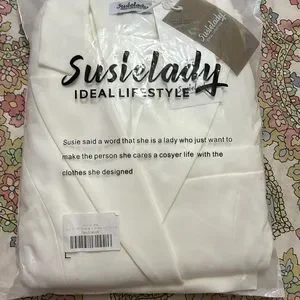 Susielady
Susielady
Susielady
IDEAL LIFESTYLE
Susie said a word that she is a lady who just want to
make the person she cares a cosyer life with the
clothes she designed
L